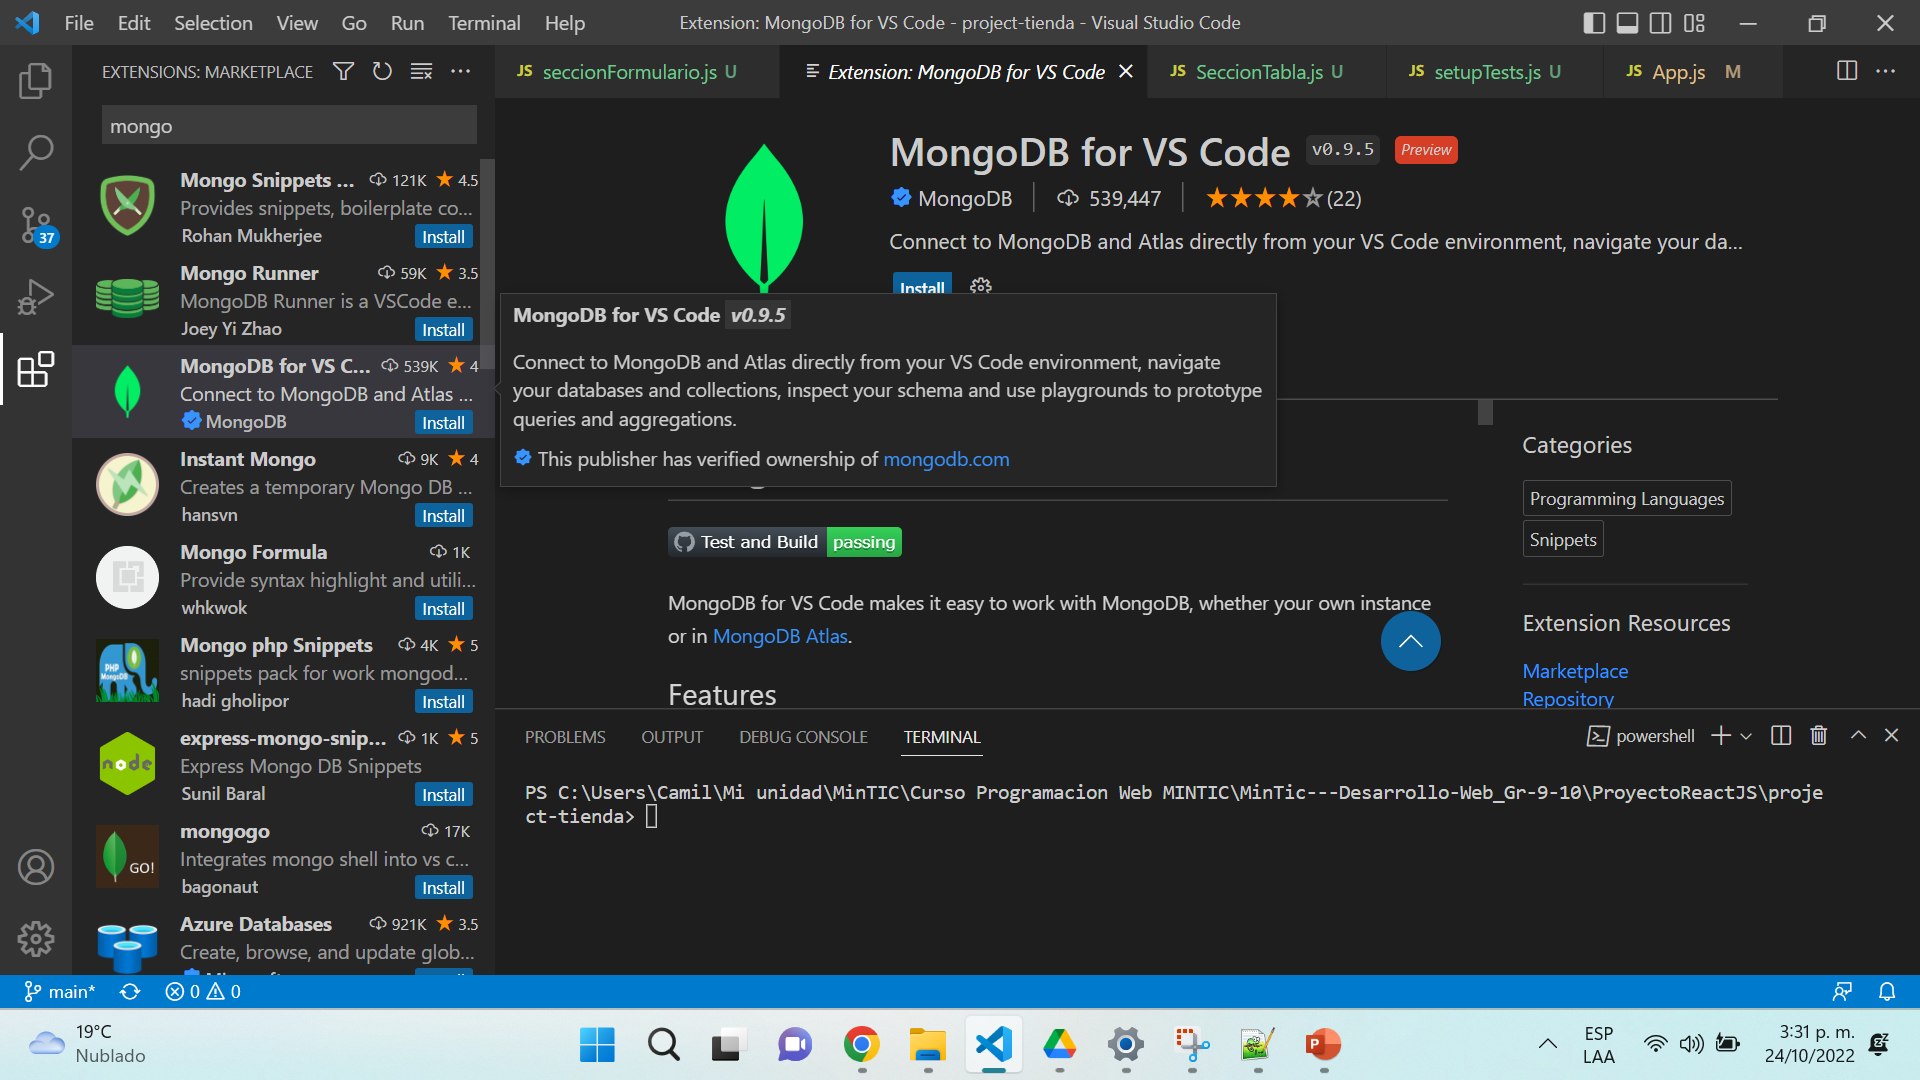 File Edit Selection View Go Run Terminal Help
Extension: MongoDB for VS Code - project-tienda - Visual Studio Code
EXTENSIONS: MARKETPLACE
mongo
37
Mongo Snippets ... 121K 4.5
Provides snippets, boilerplate co...
Rohan Mukherjee Install
Mongo Runner 59K 3.5
MongoDB Runner is a VSCode e...
Joey Yi Zhao Install
MongoDB for VS C... 539K 4
Connect to MongoDB and Atlas ...
MongoDB Install
Instant Mongo 9K 4
Creates a temporary Mongo DB ...
hansvn Install
Mongo Formula 1K
Provide syntax highlight and utili...
whkwok Install
PHP
MongoDB
Mongo php Snippets 4K 5
snippets pack for work mongod...
hadi gholipor Install
node
express-mongo-snip... 1K 5
Express Mongo DB Snippets
Sunil Baral Install
GO!
mongogo 17K
Integrates mongo shell into vs c...
bagonaut Install
Azure Databases 921K 3.5
Create, browse, and update glob...
JS seccionFormulario.js U
Extension: MongoDB for VS Code
JS SeccionTabla.js U
JS setupTests.js U
JS App.js M
MongoDB for VS Code v0.9.5 Preview
MongoDB 539,447 (22)
Connect to MongoDB and Atlas directly from your VS Code environment, navigate your da...
Install
MongoDB for VS Code v0.9.5
Connect to MongoDB and Atlas directly from your VS Code environment, navigate
your databases and collections, inspect your schema and use playgrounds to prototype
queries and aggregations.
This publisher has verified ownership of mongodb.com
Test and Build passing
MongoDB for VS Code makes it easy to work with MongoDB, whether your own instance
or in MongoDB Atlas.
Features
Categories
Programming Languages
Snippets
Extension Resources
Marketplace
Repository
PROBLEMS OUTPUT DEBUG CONSOLE TERMINAL
powershell
PS C:\Users\Camil\Mi unidad\MinTIC\Curso Programacion Web MINTIC\MinTic---Desarrollo-Web_Gr-9-10\ProyectoReactJS\proje
ct-tienda>
main* 0 0
19°C
Nublado
P
ESP
LAA
3:31 p. m.
24/10/2022